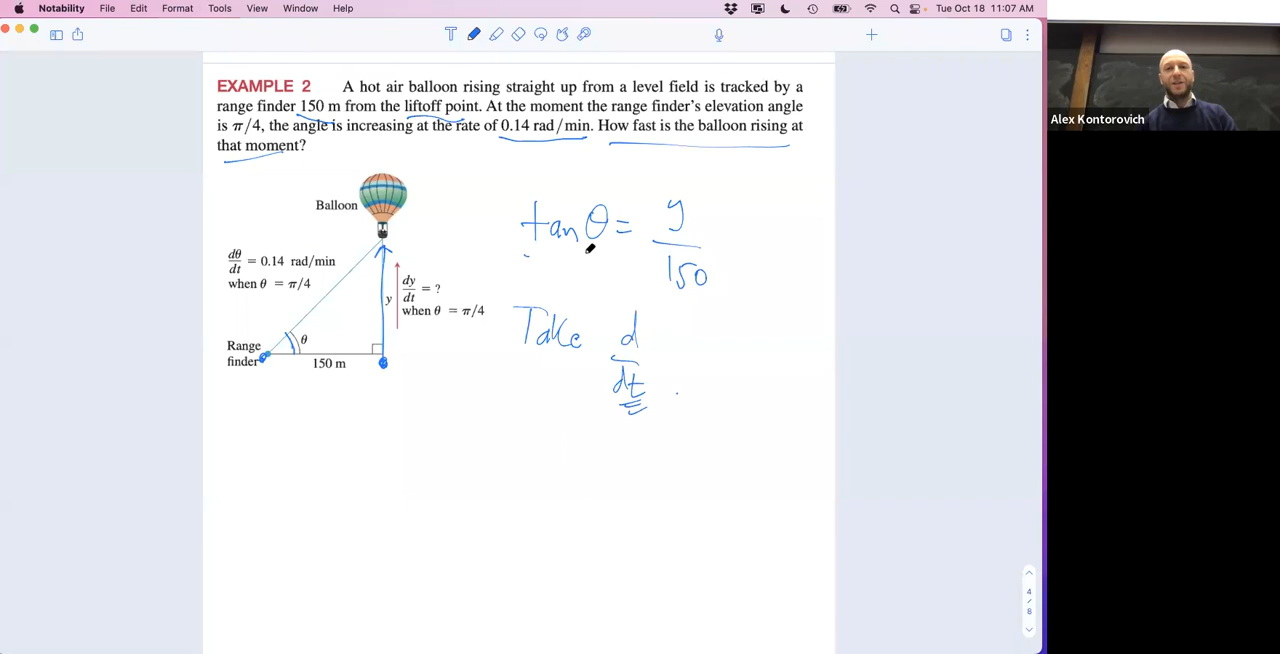 Notability File Edit Format Tools View Window Help Tue Oct 18 11:07 AM
EXAMPLE 2 A hot air balloon rising straight up from a level field is tracked by a
range finder 150 m from the liftoff point. At the moment the range finder's elevation angle
is π/4, the angle is increasing at the rate of 0.14 rad/min. How fast is the balloon rising at
that moment?
Alex Kontorovich
Balloon
dθ/dt = 0.14 rad/min
when θ = π/4
y
dy/dt = ?
when θ = π/4
Range
finder
θ
150 m
tan θ = y/150
Take d/dt
4
/
8